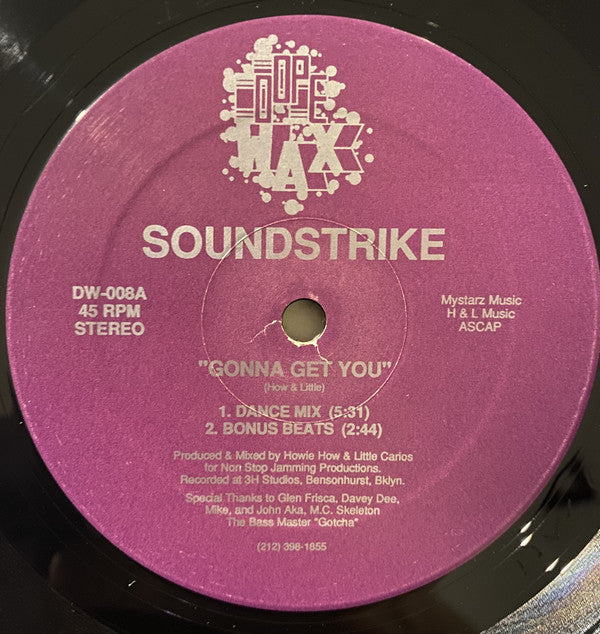 DOPE
WAX
SOUNDSTRIKE
DW-008A
45 RPM
STEREO
Mystarz Music
H & L Music
ASCAP
"GONNA GET YOU"
(How & Little)
1. DANCE MIX (5:31)
2. BONUS BEATS (2:44)
Produced & Mixed by Howie How & Little Carlos
for Non Stop Jamming Productions.
Recorded at 3H Studios, Bensonhurst, Bklyn.
Special Thanks to Glen Frisca, Davey Dee,
Mike, and John Aka, M.C. Skeleton
The Bass Master "Gotcha"
(212) 398-1855